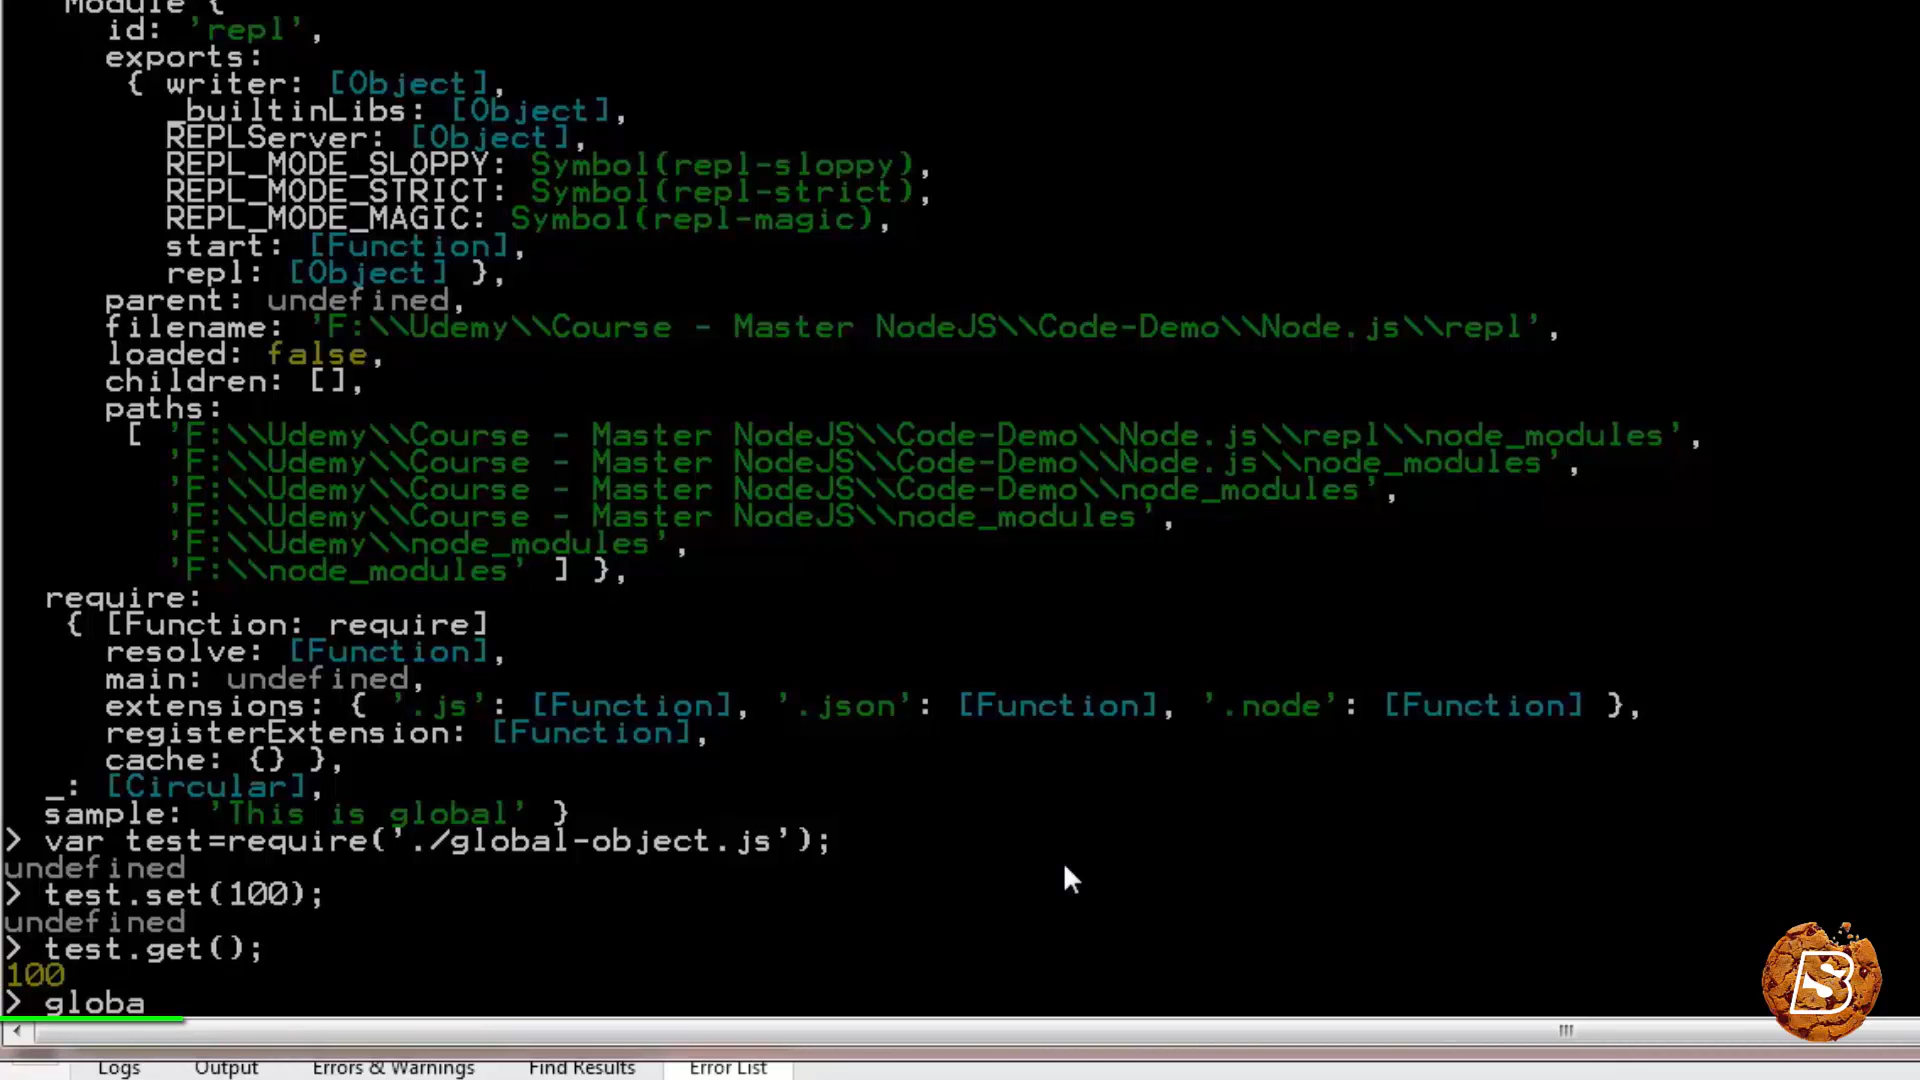 Module {
id: 'repl',
exports:
{ writer: [Object],
_builtinLibs: [Object],
REPLServer: [Object],
REPL_MODE_SLOPPY: Symbol(repl-sloppy),
REPL_MODE_STRICT: Symbol(repl-strict),
REPL_MODE_MAGIC: Symbol(repl-magic),
start: [Function],
repl: [Object] },
parent: undefined,
filename: 'F:\\Udemy\\Course - Master NodeJS\\Code-Demo\\Node.js\\repl',
loaded: false,
children: [],
paths:
[ 'F:\\Udemy\\Course - Master NodeJS\\Code-Demo\\Node.js\\repl\\node_modules',
'F:\\Udemy\\Course - Master NodeJS\\Code-Demo\\Node.js\\node_modules',
'F:\\Udemy\\Course - Master NodeJS\\Code-Demo\\node_modules',
'F:\\Udemy\\Course - Master NodeJS\\node_modules',
'F:\\Udemy\\node_modules',
'F:\\node_modules' ] },
require:
{ [Function: require]
resolve: [Function],
main: undefined,
extensions: { '.js': [Function], '.json': [Function], '.node': [Function] },
registerExtension: [Function],
cache: {} },
_: [Circular],
sample: 'This is global' }
> var test=require('./global-object.js');
undefined
> test.set(100);
undefined
> test.get();
100
> globa
Logs Output Errors & Warnings Find Results Error List